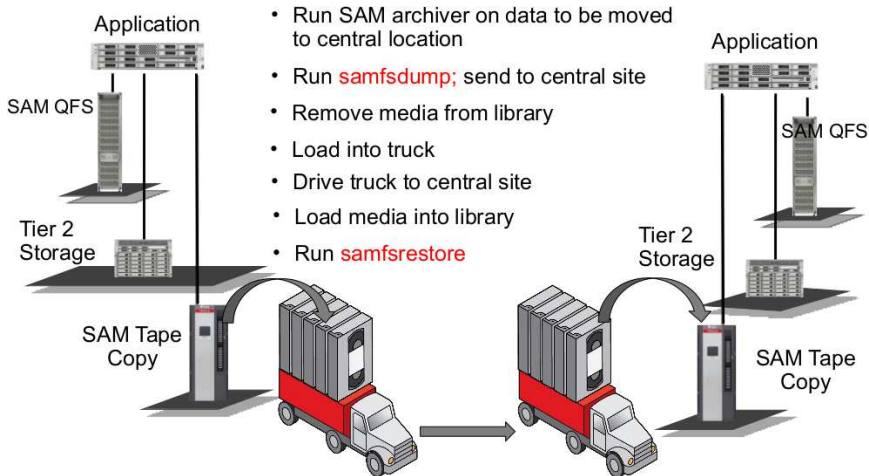 Application
SAM QFS
Tier 2
Storage
SAM Tape
Copy
• Run SAM archiver on data to be moved
to central location
• Run samfsdump; send to central site
• Remove media from library
• Load into truck
• Drive truck to central site
• Load media into library
• Run samfsrestore
Application
SAM QFS
Tier 2
Storage
SAM Tape
Copy